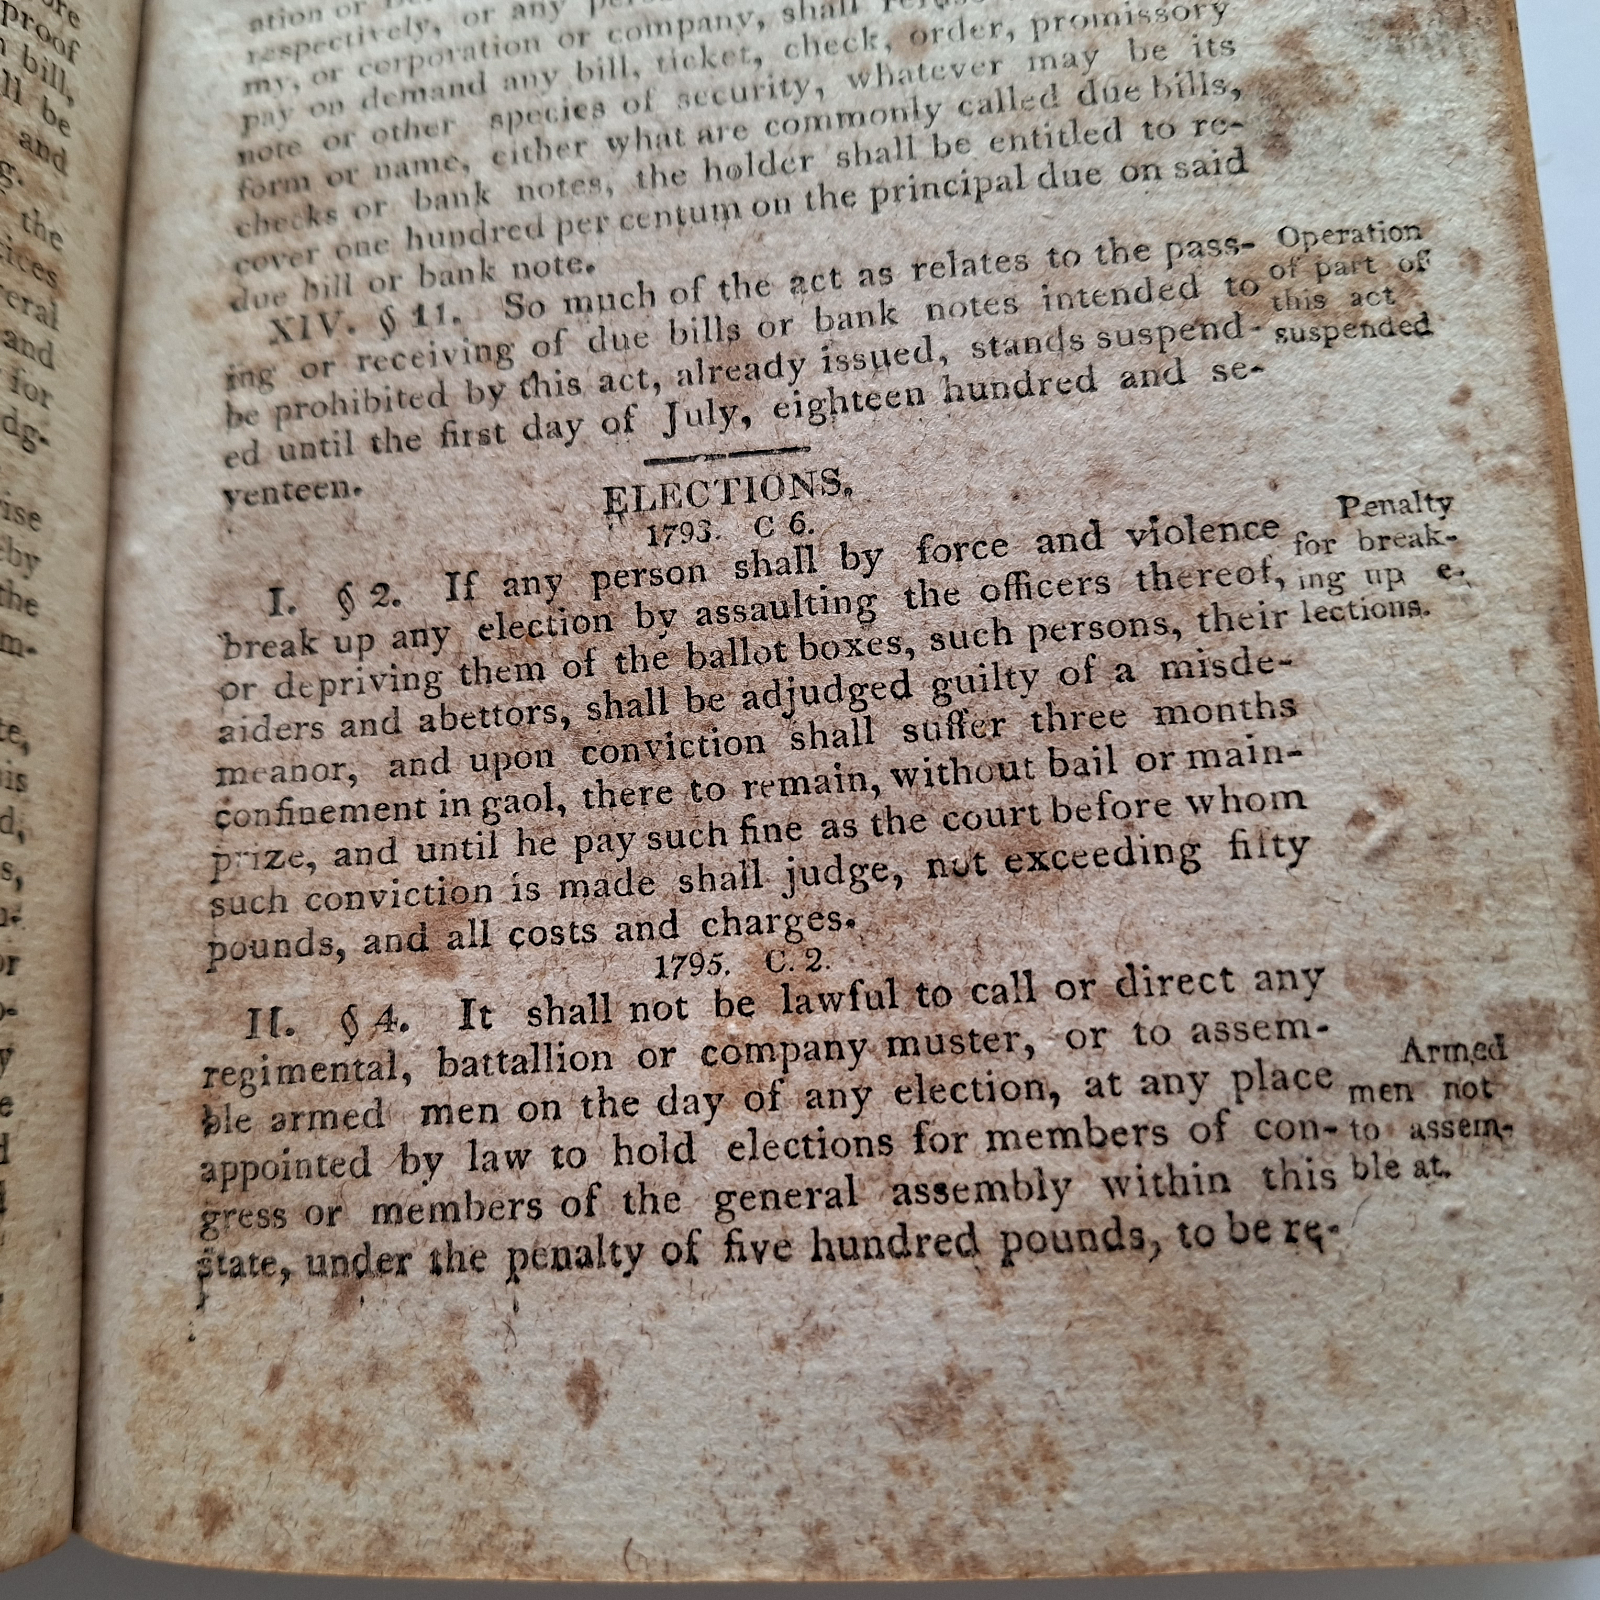 proof
bill,
ll be
and
g.
the
ices
eral
and
for
dg-
ise
by
the
m-
te,
is
d,
s,
or
y
e
d
respectively, or any
my, or corporation or company, shall
pay on demand any bill, ticket, check, order, promissory
note or other species of security, whatever may be its
form or name, either what are commonly called due bills,
checks or bank notes, the holder shall be entitled to re-
cover one hundred per centum on the principal due on said
due bill or bank note.
XIV. § 11. So much of the act as relates to the pass-
ing or receiving of due bills or bank notes intended to
be prohibited by this act, already issued, stands suspend-
ed until the first day of July, eighteen hundred and se-
venteen.
Operation
of part of
this act
suspended
ELECTIONS.
1793. C 6.
I. § 2. If any person shall by force and violence
break up any election by assaulting the officers thereof,
or depriving them of the ballot boxes, such persons, their
aiders and abettors, shall be adjudged guilty of a misde-
meanor, and upon conviction shall suffer three months
confinement in gaol, there to remain, without bail or main-
prize, and until he pay such fine as the court before whom
such conviction is made shall judge, not exceeding fifty
pounds, and all costs and charges.
Penalty
for break-
ing up e-
lections.
1795. C. 2.
II. § 4. It shall not be lawful to call or direct any
regimental, battallion or company muster, or to assem-
ble armed men on the day of any election, at any place
appointed by law to hold elections for members of con-
gress or members of the general assembly within this
state, under the penalty of five hundred pounds, to be re-
Armed
men not
to assem-
ble at.